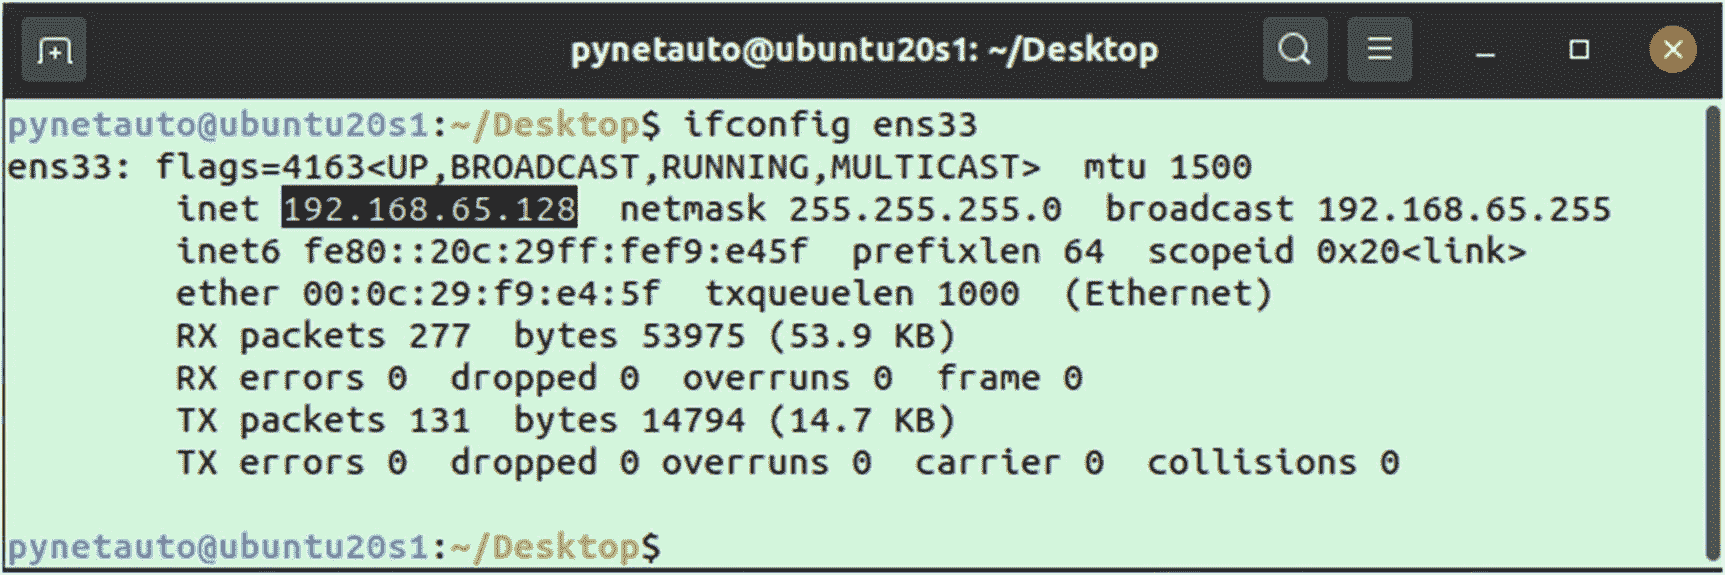 pynetauto@ubuntu20s1: ~/Desktop
pynetauto@ubuntu20s1:~/Desktop$ ifconfig ens33
ens33: flags=4163<UP,BROADCAST,RUNNING,MULTICAST>  mtu 1500
        inet 192.168.65.128  netmask 255.255.255.0  broadcast 192.168.65.255
        inet6 fe80::20c:29ff:fef9:e45f  prefixlen 64  scopeid 0x20<link>
        ether 00:0c:29:f9:e4:5f  txqueuelen 1000  (Ethernet)
        RX packets 277  bytes 53975 (53.9 KB)
        RX errors 0  dropped 0  overruns 0  frame 0
        TX packets 131  bytes 14794 (14.7 KB)
        TX errors 0  dropped 0 overruns 0  carrier 0  collisions 0
pynetauto@ubuntu20s1:~/Desktop$